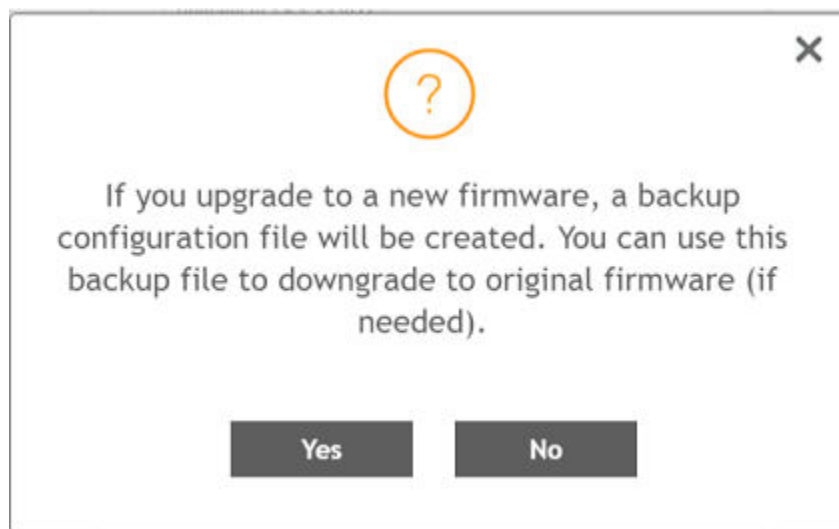 ?
If you upgrade to a new firmware, a backup
configuration file will be created. You can use this
backup file to downgrade to original firmware (if
needed).
Yes No